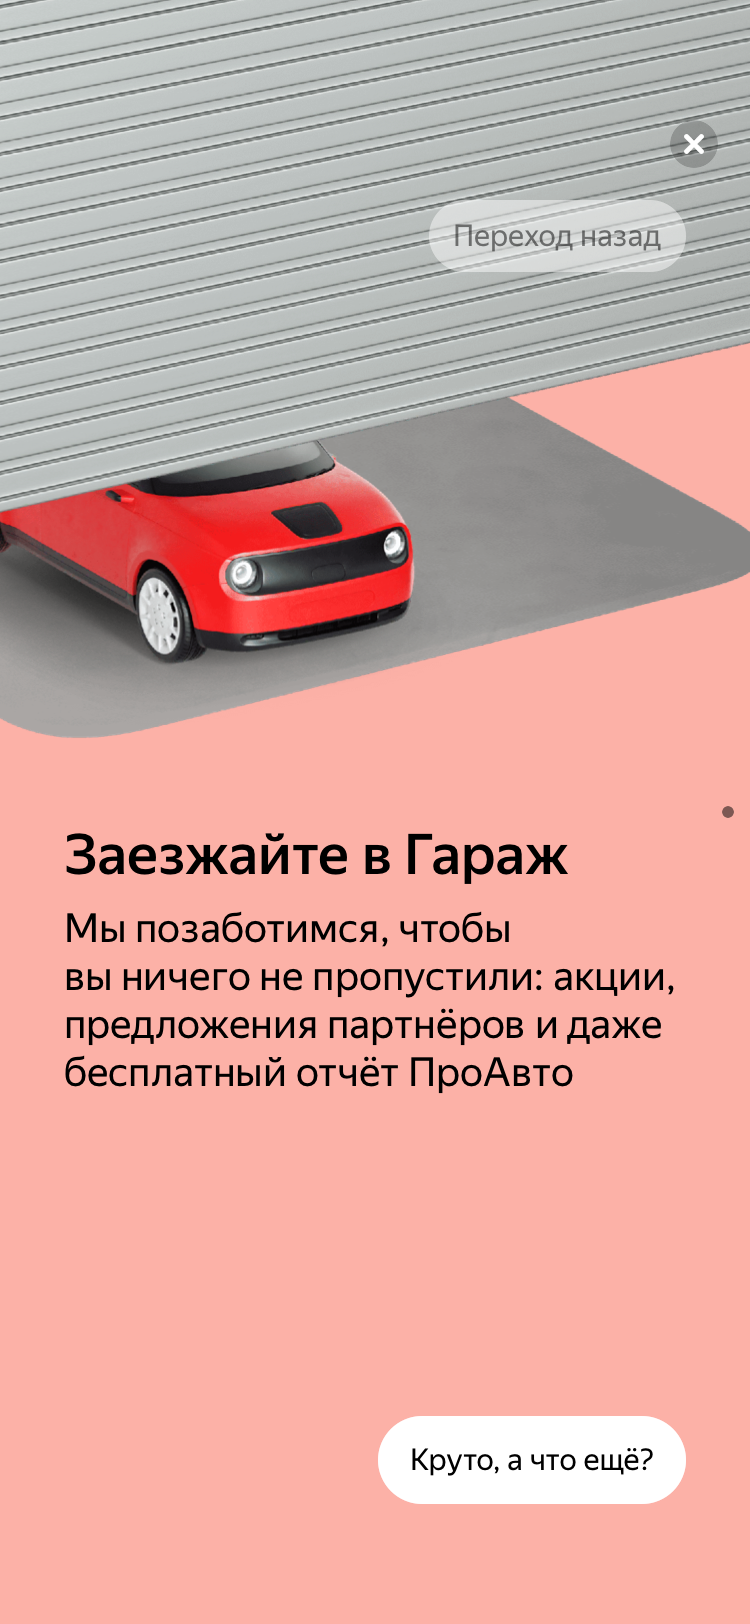 Переход назад
Заезжайте в Гараж
Мы позаботимся, чтобы
вы ничего не пропустили: акции,
предложения партнёров и даже
бесплатный отчёт ПроАвто
Круто, а что ещё?